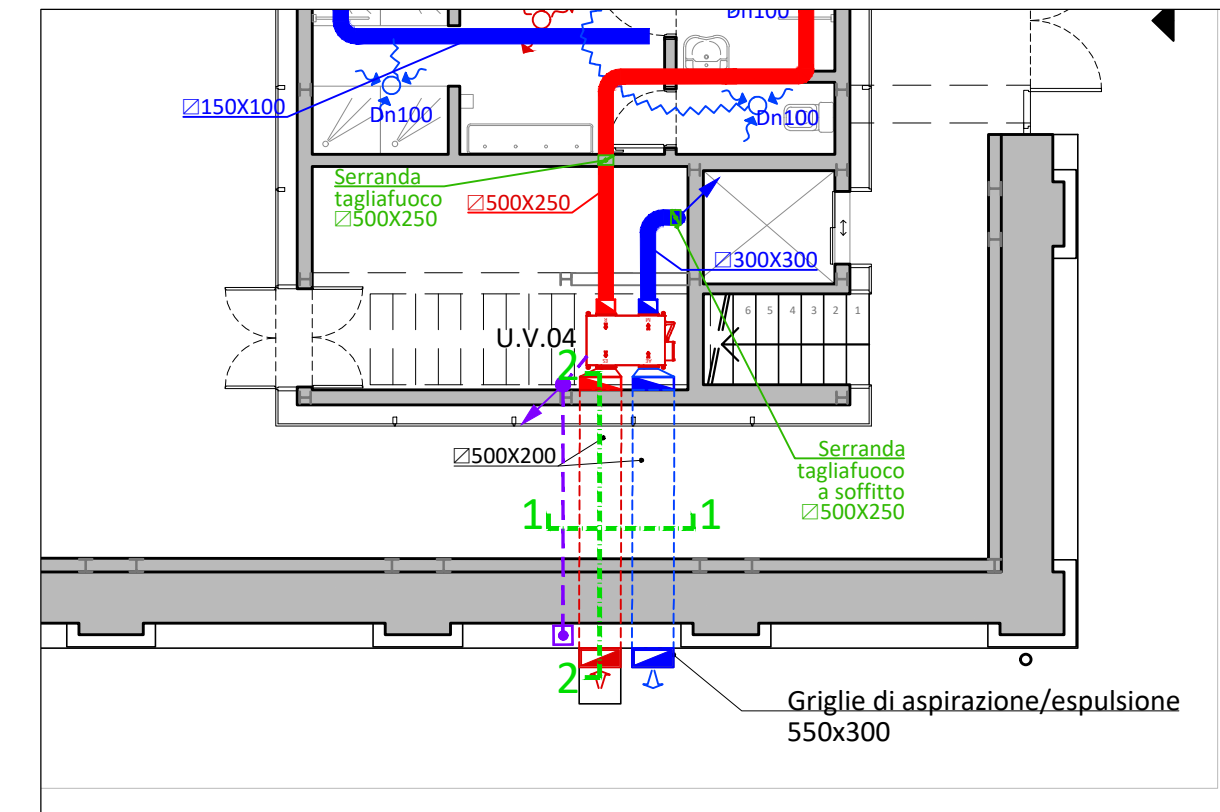 Dn100
⌀150X100
Dn100
Dn100
Serranda
tagliafuoco
⌀500X250
⌀500X250
⌀300X300
6 5 4 3 2 1
U.V.04
2
⌀500X200
Serranda
tagliafuoco
a soffitto
⌀500X250
1 1
2
Griglie di aspirazione/espulsione
550x300